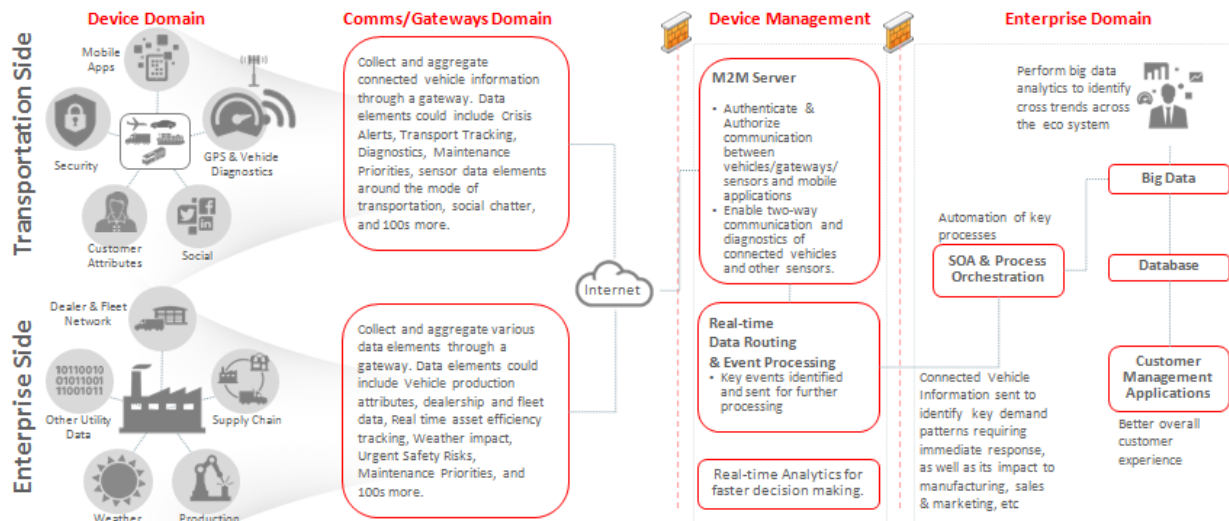 Device Domain
Comms/Gateways Domain
Device Management
Enterprise Domain
Transportation Side
Mobile
Apps
Security
GPS & Vehicle
Diagnostics
Customer
Attributes
Social
Collect and aggregate
connected vehicle information
through a gateway. Data
elements could include Crisis
Alerts, Transport Tracking,
Diagnostics, Maintenance
Priorities, sensor data elements
around the mode of
transportation, social chatter,
and 100s more.
Enterprise Side
Dealer & Fleet
Network
10110010
01011001
11001011
Other Utility
Data
Supply Chain
Weather
Production
Collect and aggregate various
data elements through a
gateway. Data elements could
include Vehicle production
attributes, dealership and fleet
data, Real time asset efficiency
tracking, Weather impact,
Urgent Safety Risks,
Maintenance Priorities, and
100s more.
Internet
M2M Server
• Authenticate &
Authorize
communication
between
vehicles/gateways/
sensors and mobile
applications
• Enable two-way
communication and
diagnostics of
connected vehicles
and other sensors.
Real-time
Data Routing
& Event Processing
• Key events identified
and sent for further
processing
Real-time Analytics for
faster decision making.
Perform big data
analytics to identify
cross trends across
the eco system
Big Data
Automation of key
processes
SOA & Process
Orchestration
Database
Customer
Management
Applications
Better overall
customer
experience
Connected Vehicle
Information sent to
identify key demand
patterns requiring
immediate response,
as well as its impact to
manufacturing, sales
& marketing, etc